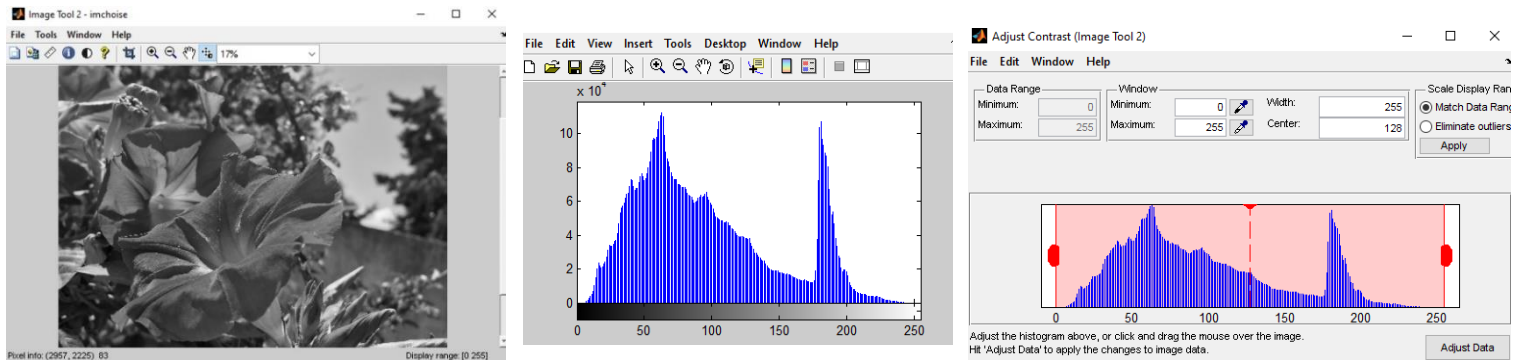 Image Tool 2 - imchoise
File Tools Window Help
17%
Pixel info: (2957, 2225) 83
Display range: [0 255]
File Edit View Insert Tools Desktop Window Help
x 10^4
10
8
6
4
2
0
0 50 100 150 200 250
Adjust Contrast (Image Tool 2)
File Edit Window Help
Data Range
Minimum: 0
Maximum: 255
Window
Minimum: 0
Maximum: 255
Width: 255
Center: 128
Scale Display Ran
Match Data Rang
Eliminate outliers
Apply
0 50 100 150 200 250
Adjust the histogram above, or click and drag the mouse over the image.
Hit 'Adjust Data' to apply the changes to image data.
Adjust Data